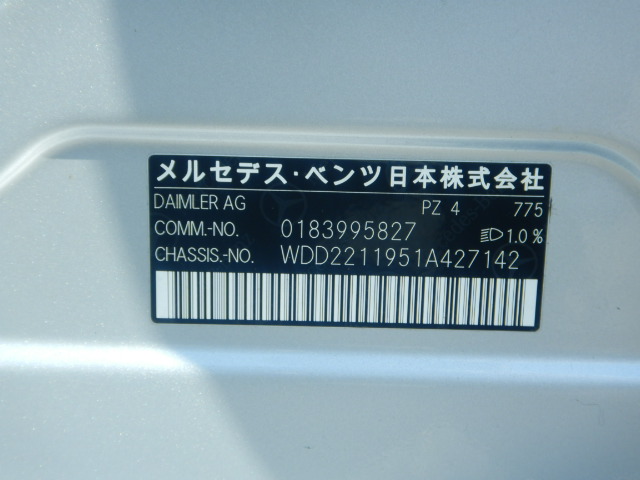 メルセデス・ベンツ日本株式会社
DAIMLER AG PZ 4 775
COMM.-NO. 0183995827 1.0 %
CHASSIS.-NO. WDD2211951A427142